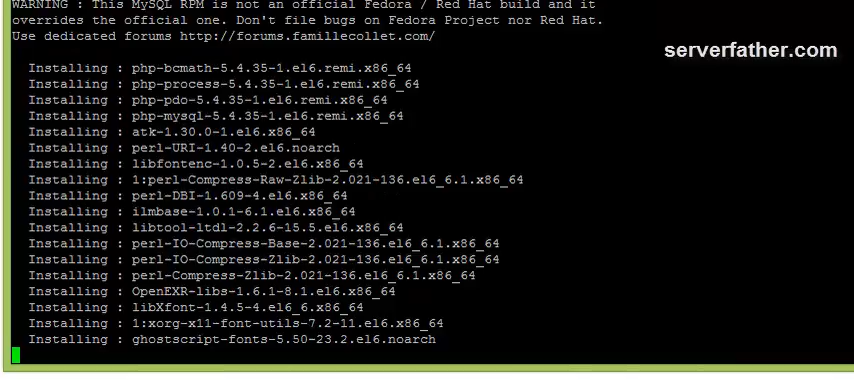 WARNING : This MySQL RPM is not an official Fedora / Red Hat build and it
overrides the official one. Don't file bugs on Fedora Project nor Red Hat.
Use dedicated forums http://forums.famillecollet.com/
serverfather.com
Installing : php-bcmath-5.4.35-1.el6.remi.x86_64
Installing : php-process-5.4.35-1.el6.remi.x86_64
Installing : php-pdo-5.4.35-1.el6.remi.x86_64
Installing : php-mysql-5.4.35-1.el6.remi.x86_64
Installing : atk-1.30.0-1.el6.x86_64
Installing : perl-URI-1.40-2.el6.noarch
Installing : libfontenc-1.0.5-2.el6.x86_64
Installing : 1:perl-Compress-Raw-Zlib-2.021-136.el6_6.1.x86_64
Installing : perl-DBI-1.609-4.el6.x86_64
Installing : ilmbase-1.0.1-6.1.el6.x86_64
Installing : libtool-ltdl-2.2.6-15.5.el6.x86_64
Installing : perl-IO-Compress-Base-2.021-136.el6_6.1.x86_64
Installing : perl-IO-Compress-Zlib-2.021-136.el6_6.1.x86_64
Installing : perl-Compress-Zlib-2.021-136.el6_6.1.x86_64
Installing : OpenEXR-libs-1.6.1-8.1.el6.x86_64
Installing : libXfont-1.4.5-4.el6_6.x86_64
Installing : 1:xorg-x11-font-utils-7.2-11.el6.x86_64
Installing : ghostscript-fonts-5.50-23.2.el6.noarch